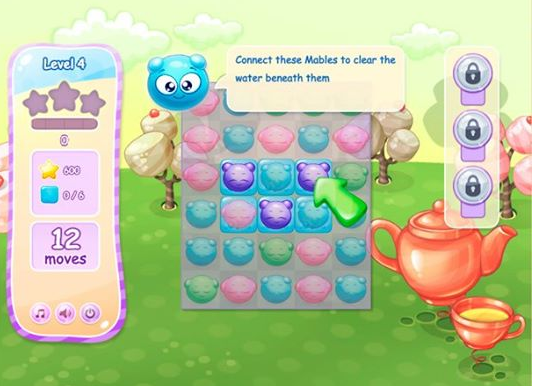 Level 4
Connect these Mables to clear the
water beneath them
0
600
0/6
12
moves